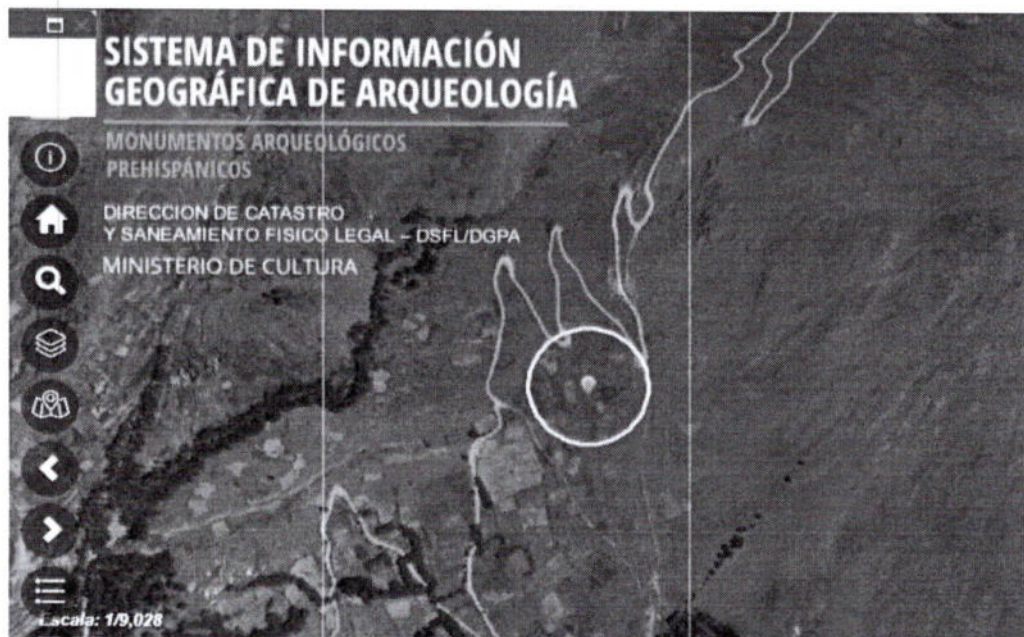 SISTEMA DE INFORMACIÓN
GEOGRÁFICA DE ARQUEOLOGÍA
MONUMENTOS ARQUEOLÓGICOS
PREHISPÁNICOS
DIRECCION DE CATASTRO
Y SANEAMIENTO FISICO LEGAL – DSFL/DGPA
MINISTERIO DE CULTURA
Escala: 1/9,028